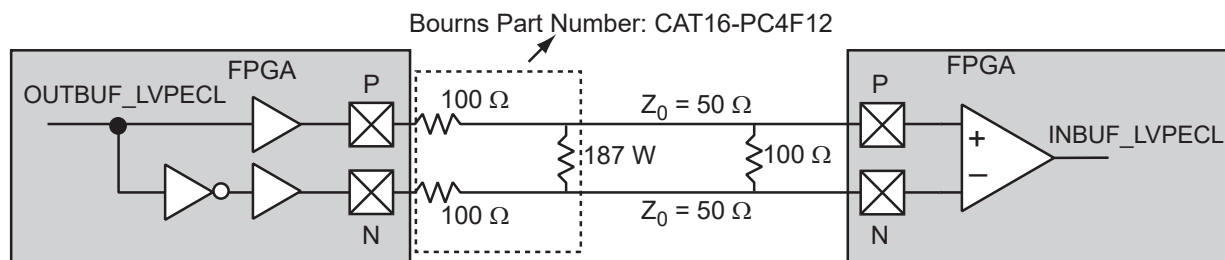 Bourns Part Number: CAT16-PC4F12
FPGA
OUTBUF_LVPECL
P
100 Ω
Z0 = 50 Ω
P
FPGA
187 W
100 Ω
+
–
INBUF_LVPECL
N
100 Ω
Z0 = 50 Ω
N